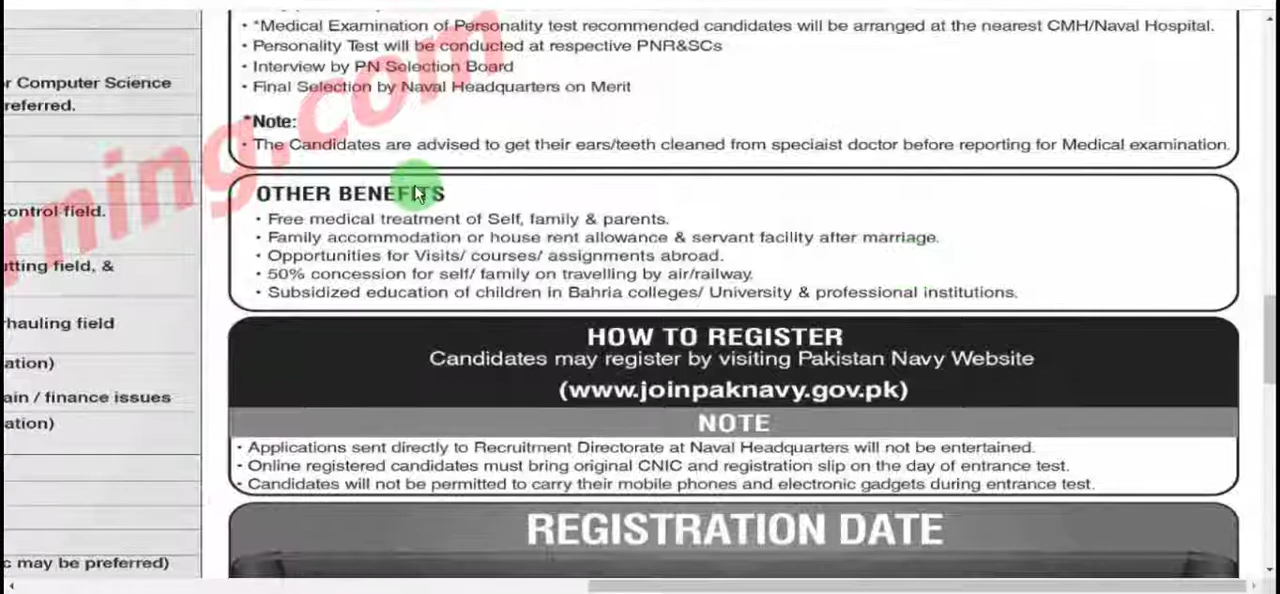 • *Medical Examination of Personality test recommended candidates will be arranged at the nearest CMH/Naval Hospital.
• Personality Test will be conducted at respective PNR&SCs
• Interview by PN Selection Board
• Final Selection by Naval Headquarters on Merit
*Note:
• The Candidates are advised to get their ears/teeth cleaned from speciaist doctor before reporting for Medical examination.
OTHER BENEFITS
• Free medical treatment of Self, family & parents.
• Family accommodation or house rent allowance & servant facility after marriage.
• Opportunities for Visits/ courses/ assignments abroad.
• 50% concession for self/ family on travelling by air/railway.
• Subsidized education of children in Bahria colleges/ University & professional institutions.
HOW TO REGISTER
Candidates may register by visiting Pakistan Navy Website
(www.joinpaknavy.gov.pk)
NOTE
• Applications sent directly to Recruitment Directorate at Naval Headquarters will not be entertained.
• Online registered candidates must bring original CNIC and registration slip on the day of entrance test.
• Candidates will not be permitted to carry their mobile phones and electronic gadgets during entrance test.
REGISTRATION DATE
r Computer Science
referred.
ontrol field.
tting field, &
hauling field
ation)
ain / finance issues
ation)
c may be preferred)
rning.com